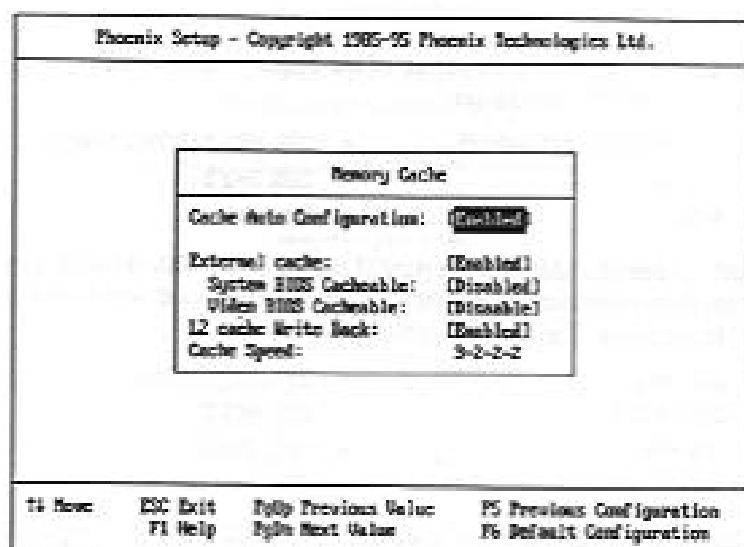 Phoenix Setup - Copyright 1985-95 Phoenix Technologies Ltd.
Memory Cache
Cache Auto Configuration: [Enabled]
External cache: [Enabled]
System BIOS Cacheable: [Disabled]
Video BIOS Cacheable: [Disable]
L2 cache Write Back: [Enabled]
Cache Speed: 3-2-2-2
↑↓ Move ESC Exit PgUp Previous Value F5 Previous Configuration
F1 Help PgDn Next Value F6 Default Configuration